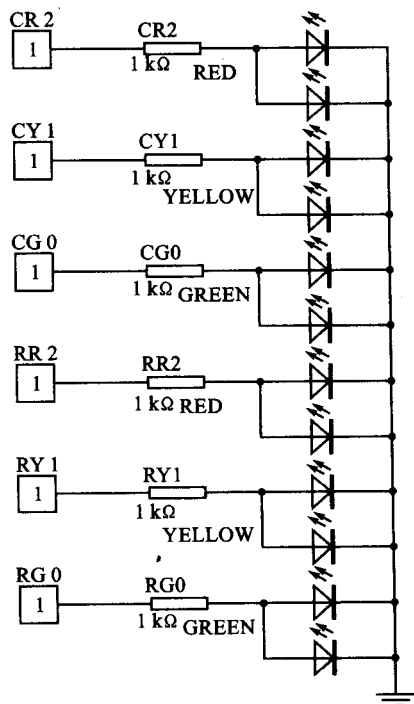 CR 2
1
CR2
1 kΩ
RED
CY 1
1
CY1
1 kΩ
YELLOW
CG 0
1
CG0
1 kΩ
GREEN
RR 2
1
RR2
1 kΩ
RED
RY 1
1
RY1
1 kΩ
YELLOW
RG 0
1
RG0
1 kΩ
GREEN